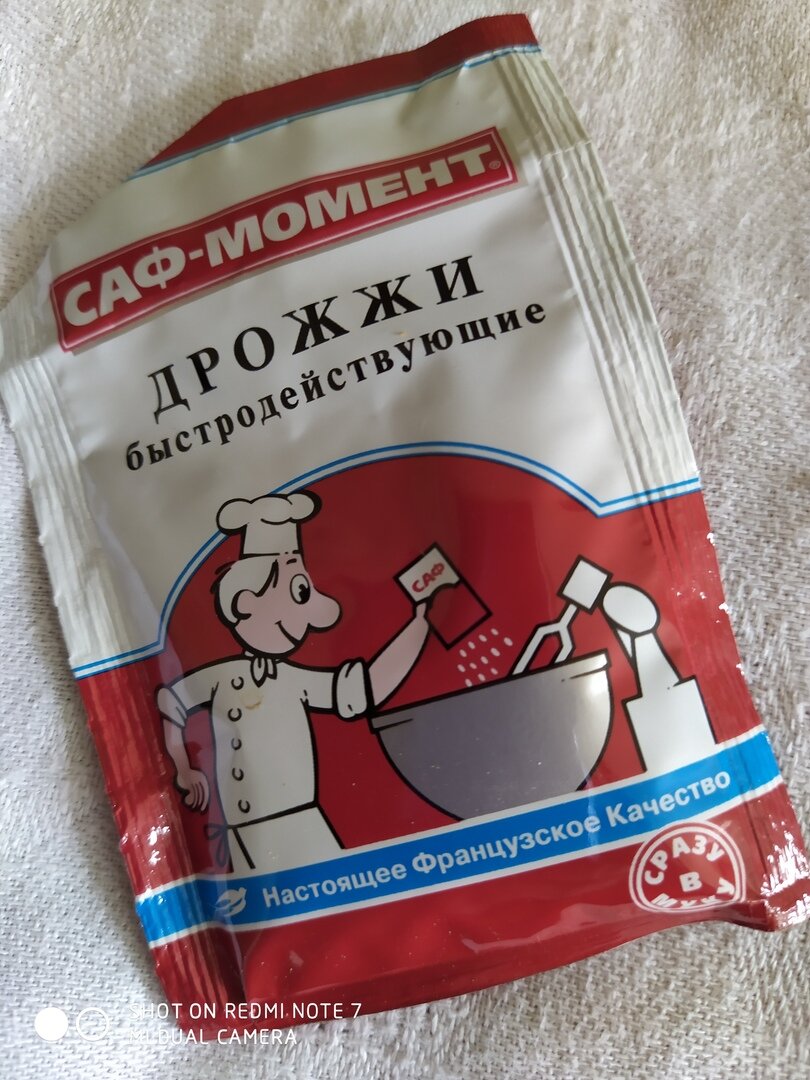 САФ-МОМЕНТ®
ДРОЖЖИ
быстродействующие
САФ
Настоящее Французское Качество
СРАЗУ
В
МУКУ
SHOT ON REDMI NOTE 7
MI DUAL CAMERA